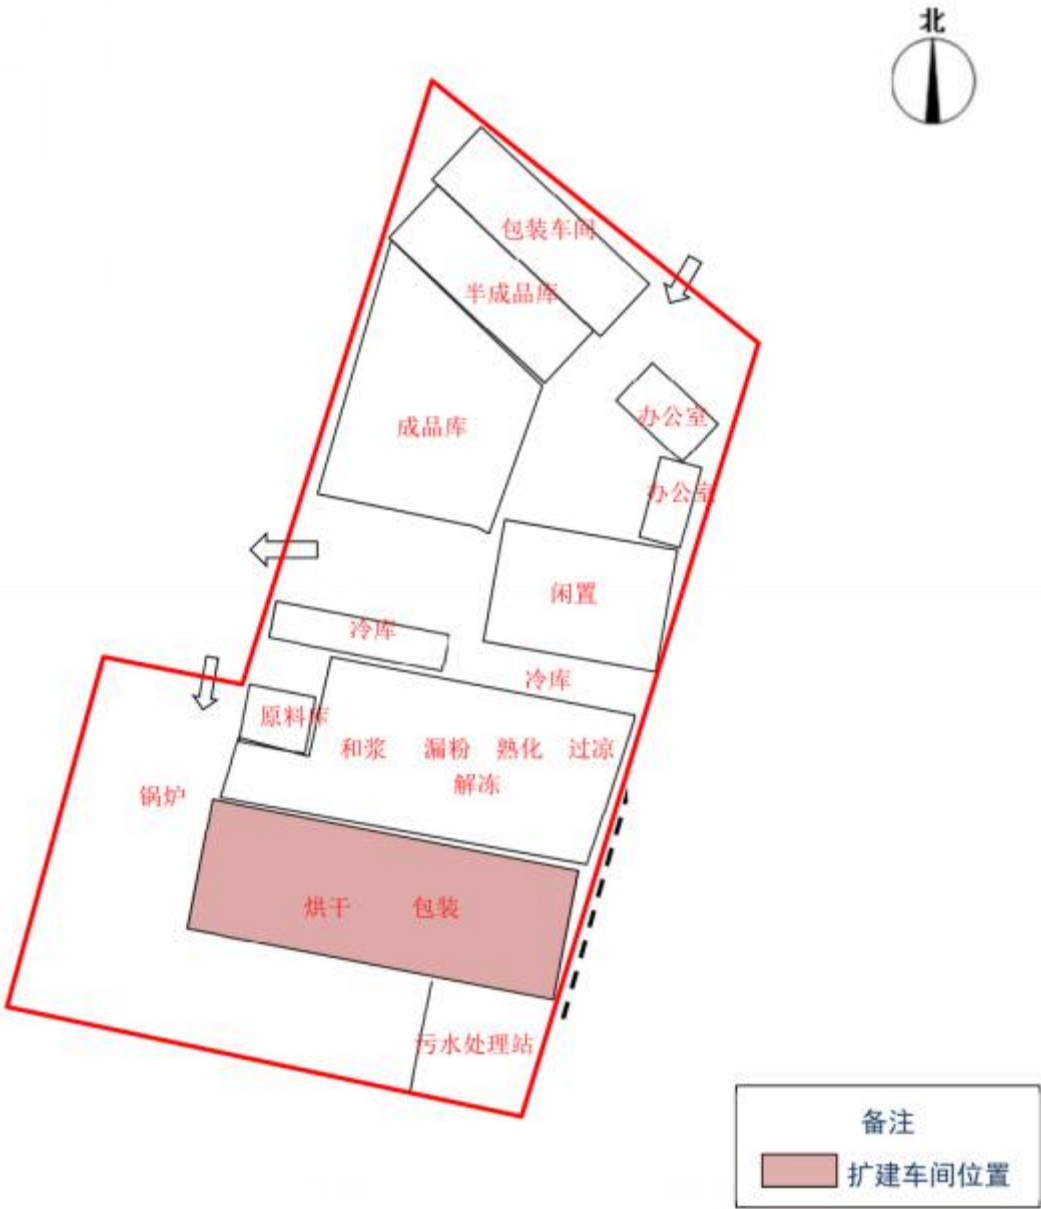 北
包装车间
半成品库
办公室
成品库
办公室
闲置
冷库
冷库
原料库
和浆 漏粉 熟化 过凉
解冻
锅炉
烘干 包装
污水处理站
备注
扩建车间位置